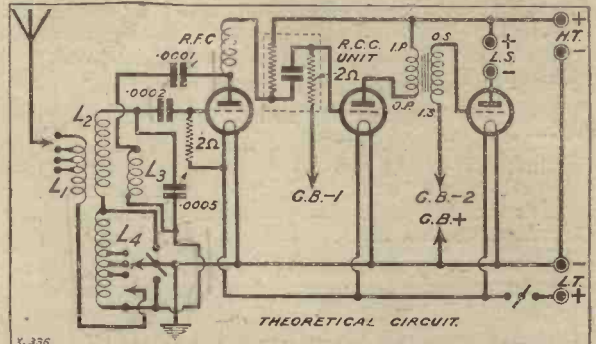 R.F.C
.0001
.0002
L2
L1
L3
L4
2Ω
.0005
R.C.C.
UNIT
2Ω
I.P.
O.P.
O.S
I.S
+
L.S.
-
+
H.T.
-
G.B.-1
G.B.-2
G.B.+
-
L.T.
+
THEORETICAL CIRCUIT.
X.336